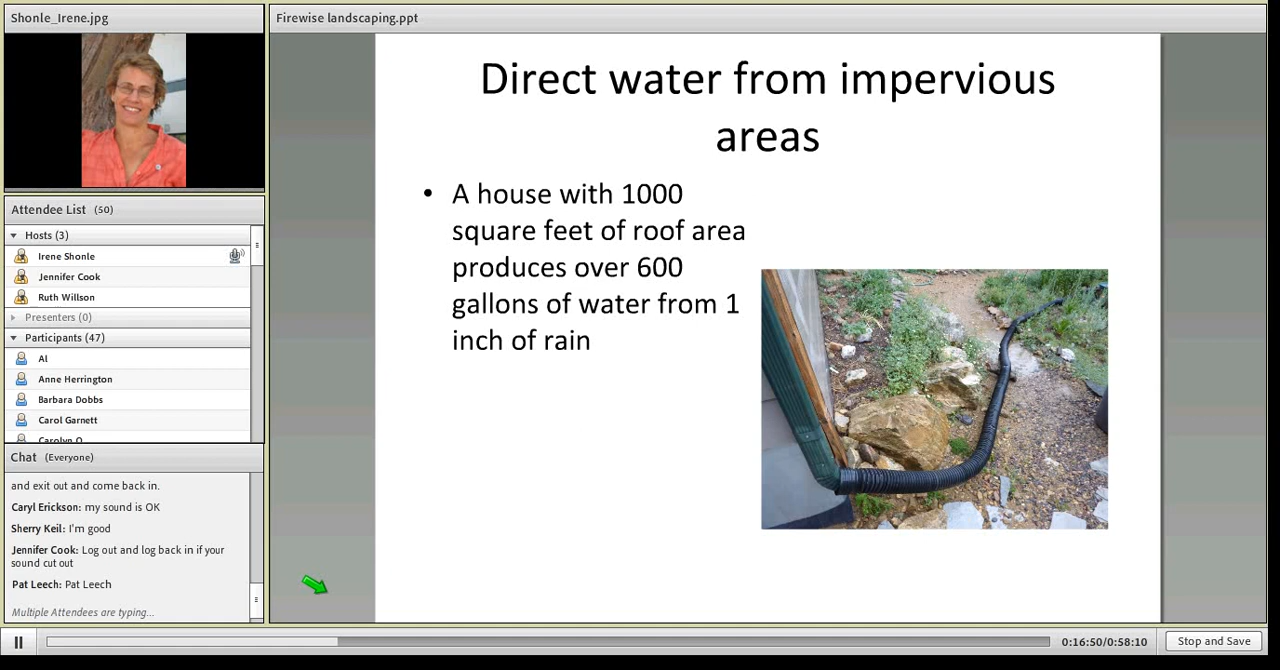 Shonle_Irene.jpg
Attendee List (50)
Hosts (3)
Irene Shonle
Jennifer Cook
Ruth Willson
Presenters (0)
Participants (47)
Al
Anne Herrington
Barbara Dobbs
Carol Garnett
Carolyn O
Chat (Everyone)
and exit out and come back in.
Caryl Erickson: my sound is OK
Sherry Keil: I'm good
Jennifer Cook: Log out and log back in if your
sound cut out
Pat Leech: Pat Leech
Multiple Attendees are typing...
Firewise landscaping.ppt
Direct water from impervious
areas
• A house with 1000
square feet of roof area
produces over 600
gallons of water from 1
inch of rain
0:16:50/0:58:10
Stop and Save